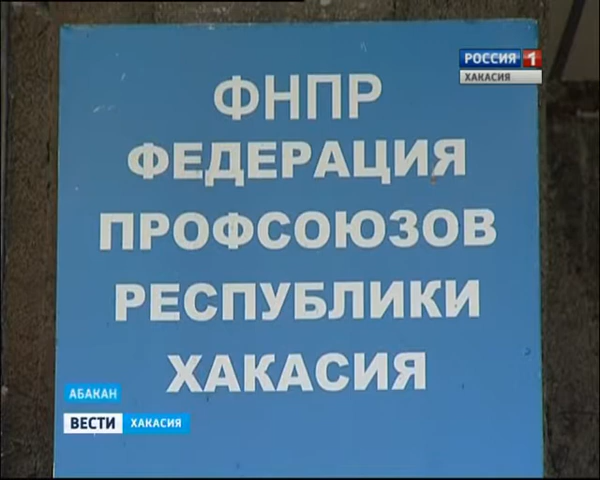 РОССИЯ 1
ХАКАСИЯ
ФНПР
ФЕДЕРАЦИЯ
ПРОФСОЮЗОВ
РЕСПУБЛИКИ
ХАКАСИЯ
АБАКАН
ВЕСТИ ХАКАСИЯ